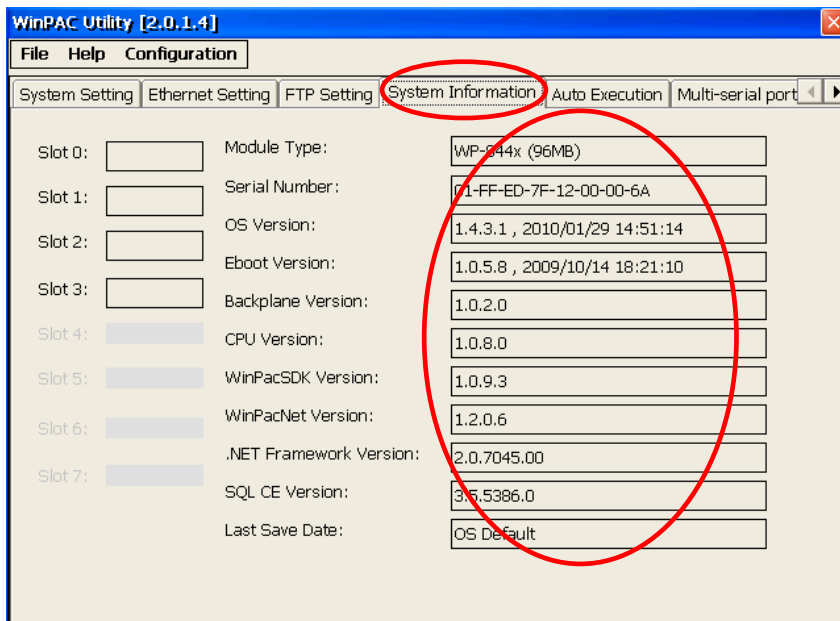 WinPAC Utility [2.0.1.4]
File Help Configuration
System Setting Ethernet Setting FTP Setting System Information Auto Execution Multi-serial port
Slot 0:
Slot 1:
Slot 2:
Slot 3:
Slot 4:
Slot 5:
Slot 6:
Slot 7:
Module Type: WP-844x (96MB)
Serial Number: 01-FF-ED-7F-12-00-00-6A
OS Version: 1.4.3.1 , 2010/01/29 14:51:14
Eboot Version: 1.0.5.8 , 2009/10/14 18:21:10
Backplane Version: 1.0.2.0
CPU Version: 1.0.8.0
WinPacSDK Version: 1.0.9.3
WinPacNet Version: 1.2.0.6
.NET Framework Version: 2.0.7045.00
SQL CE Version: 3.5.5386.0
Last Save Date: OS Default